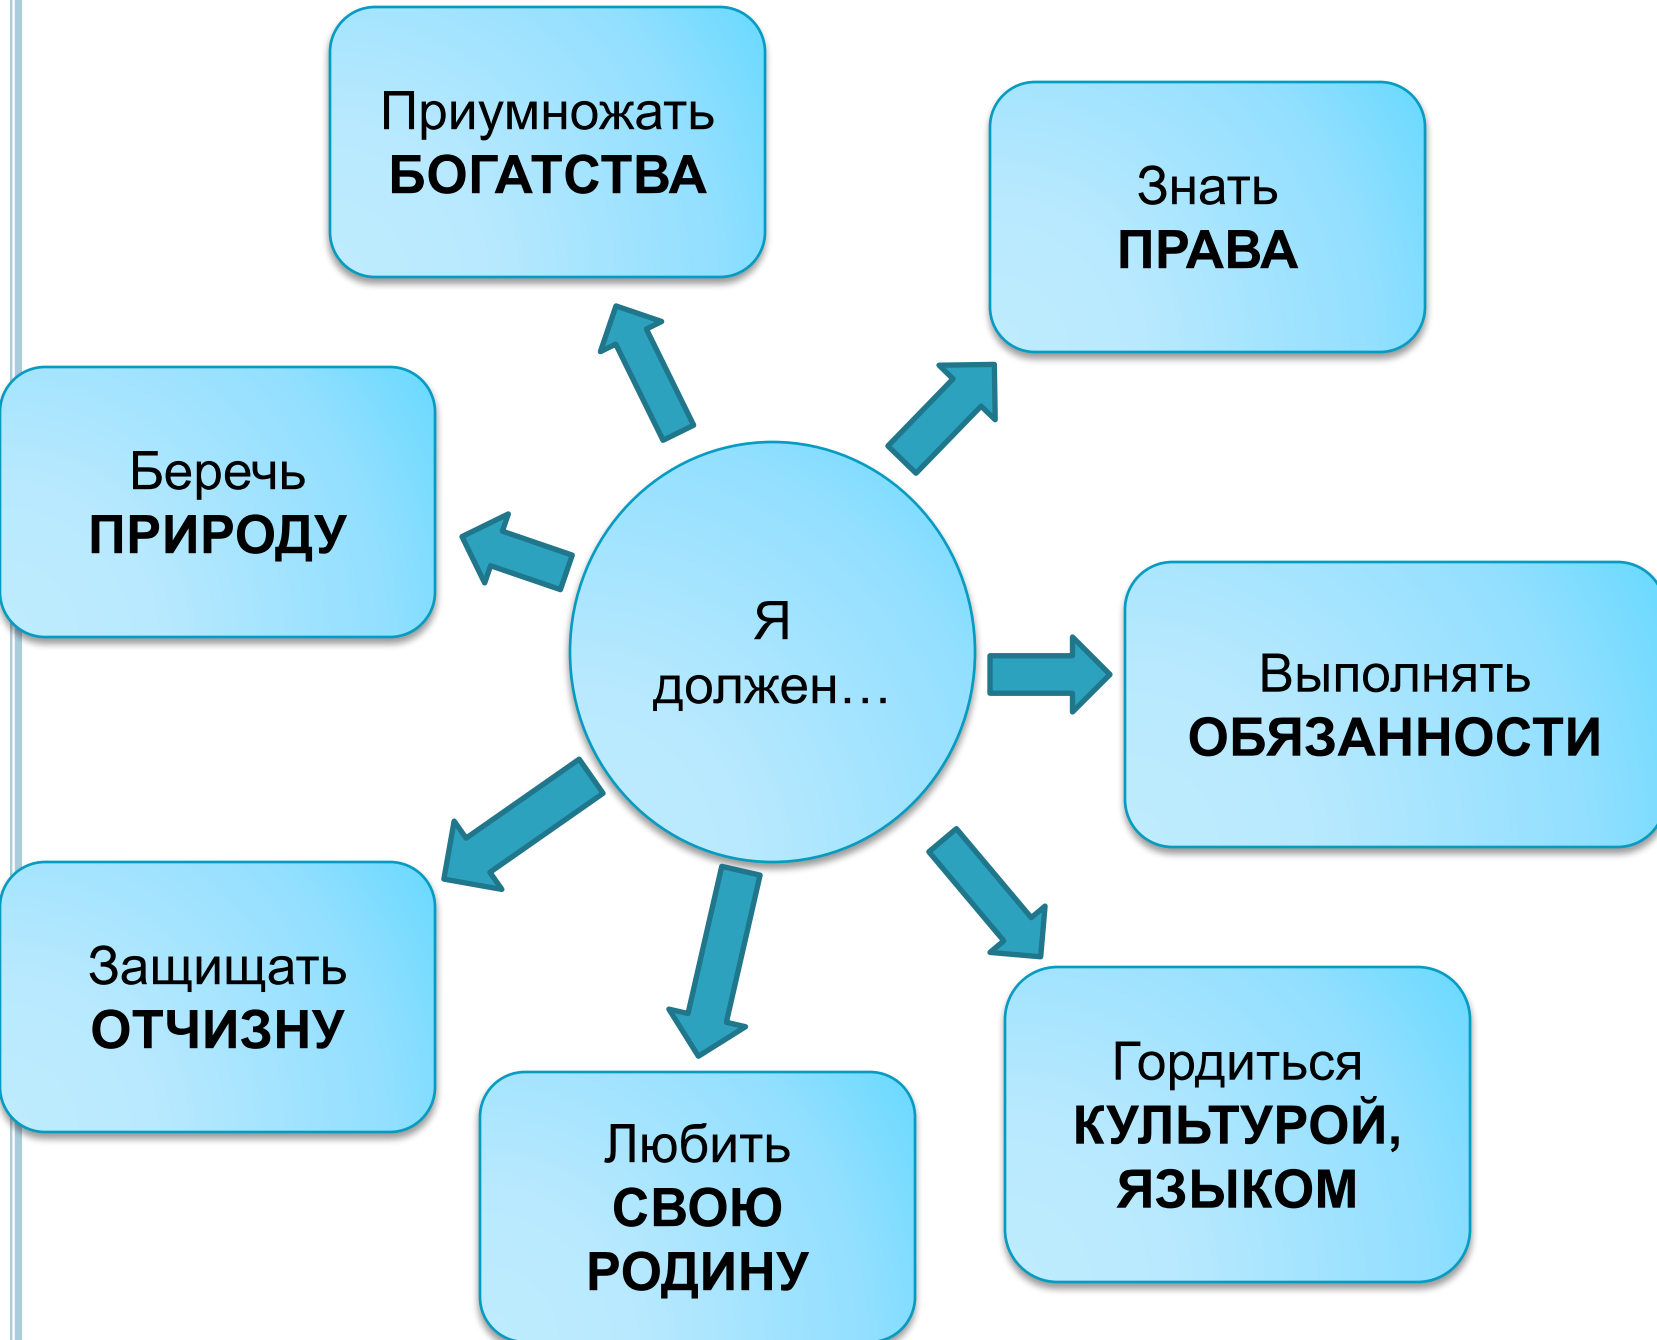 Приумножать
БОГАТСТВА
Знать
ПРАВА
Беречь
ПРИРОДУ
Я
должен...
Выполнять
ОБЯЗАННОСТИ
Защищать
ОТЧИЗНУ
Гордиться
КУЛЬТУРОЙ,
ЯЗЫКОМ
Любить
СВОЮ
РОДИНУ